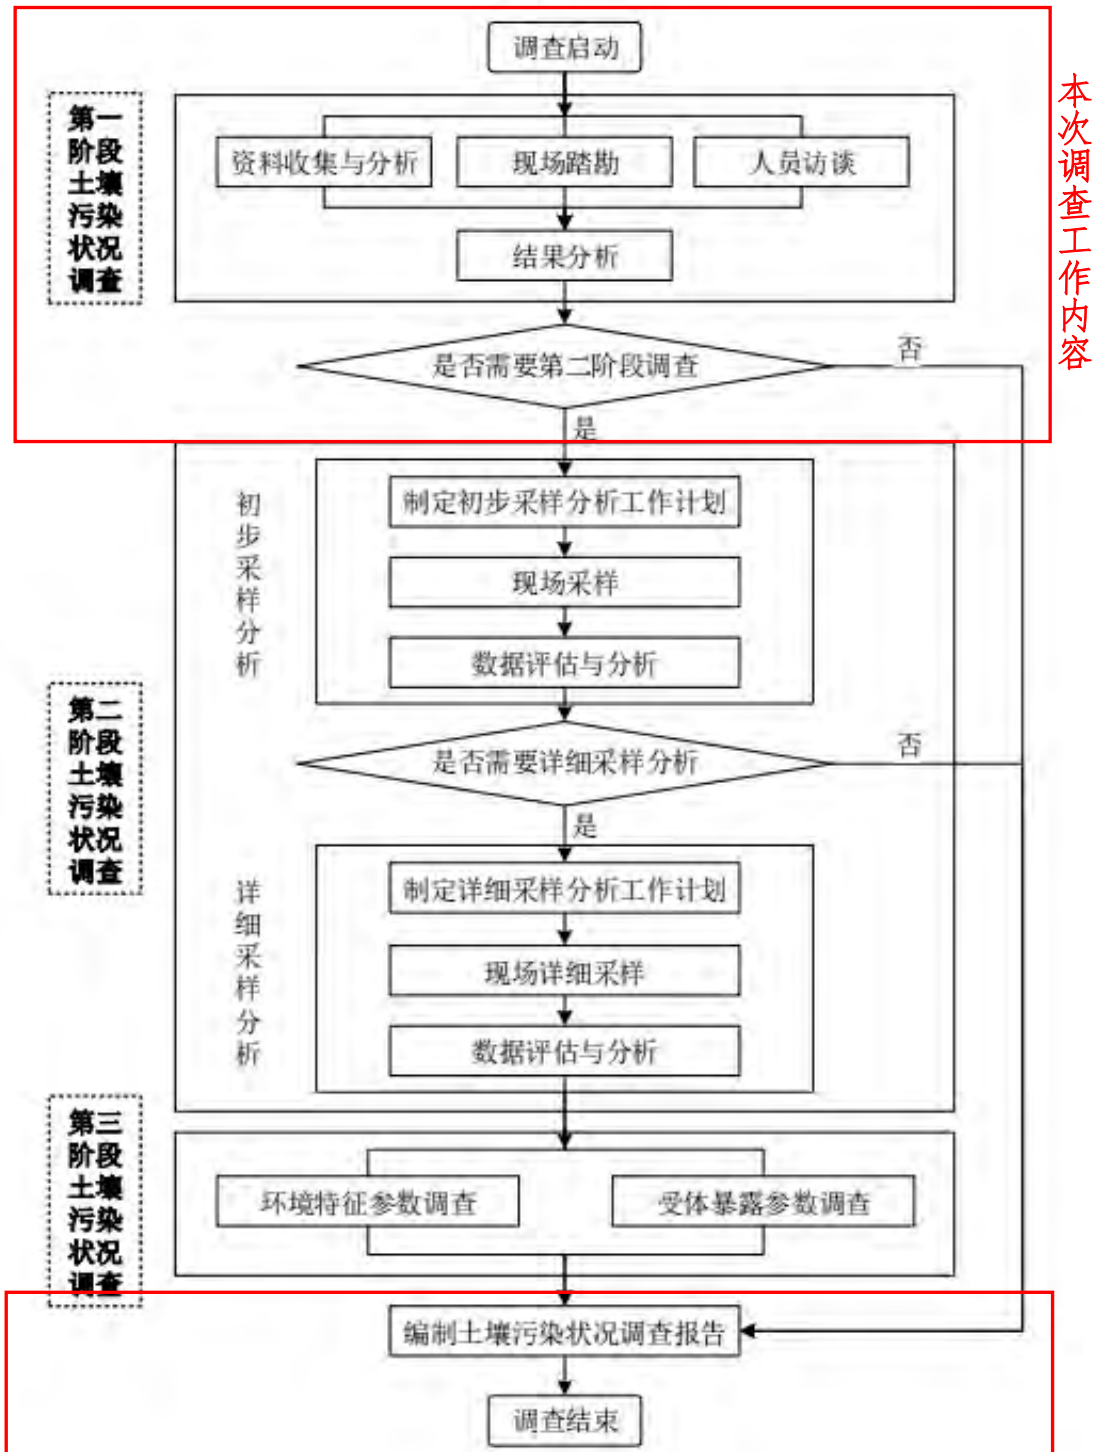 调查启动
本次调查工作内容
第一
阶段
土壤
污染
状况
调查
资料收集与分析
现场踏勘
人员访谈
结果分析
是否需要第二阶段调查
否
是
初步采样分析
制定初步采样分析工作计划
现场采样
数据评估与分析
第二
阶段
土壤
污染
状况
调查
是否需要详细采样分析
否
是
详细采样分析
制定详细采样分析工作计划
现场详细采样
数据评估与分析
第三
阶段
土壤
污染
状况
调查
环境特征参数调查
受体暴露参数调查
编制土壤污染状况调查报告
调查结束